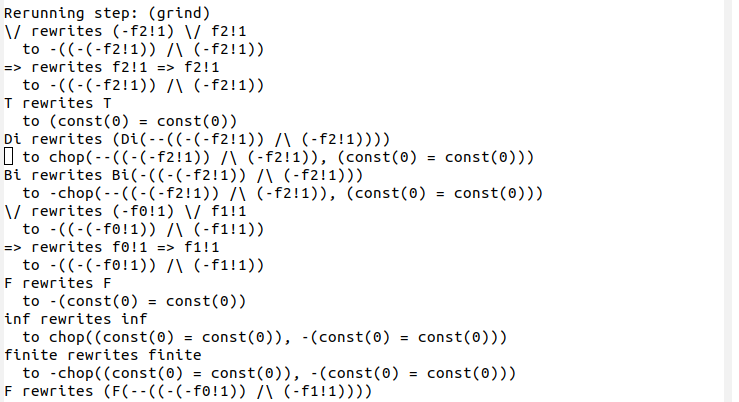 Rerunning step: (grind)
\/ rewrites (-f2!1) \/ f2!1
  to -((-(-f2!1)) /\ (-f2!1))
=> rewrites f2!1 => f2!1
  to -((-(-f2!1)) /\ (-f2!1))
T rewrites T
  to (const(0) = const(0))
Di rewrites (Di(--((-(-f2!1)) /\ (-f2!1))))
  to chop(--((-(-f2!1)) /\ (-f2!1)), (const(0) = const(0)))
Bi rewrites Bi(-((-(-f2!1)) /\ (-f2!1)))
  to -chop(--((-(-f2!1)) /\ (-f2!1)), (const(0) = const(0)))
\/ rewrites (-f0!1) \/ f1!1
  to -((-(-f0!1)) /\ (-f1!1))
=> rewrites f0!1 => f1!1
  to -((-(-f0!1)) /\ (-f1!1))
F rewrites F
  to -(const(0) = const(0))
inf rewrites inf
  to chop((const(0) = const(0)), -(const(0) = const(0)))
finite rewrites finite
  to -chop((const(0) = const(0)), -(const(0) = const(0)))
F rewrites (F(--((-(-f0!1)) /\ (-f1!1))))